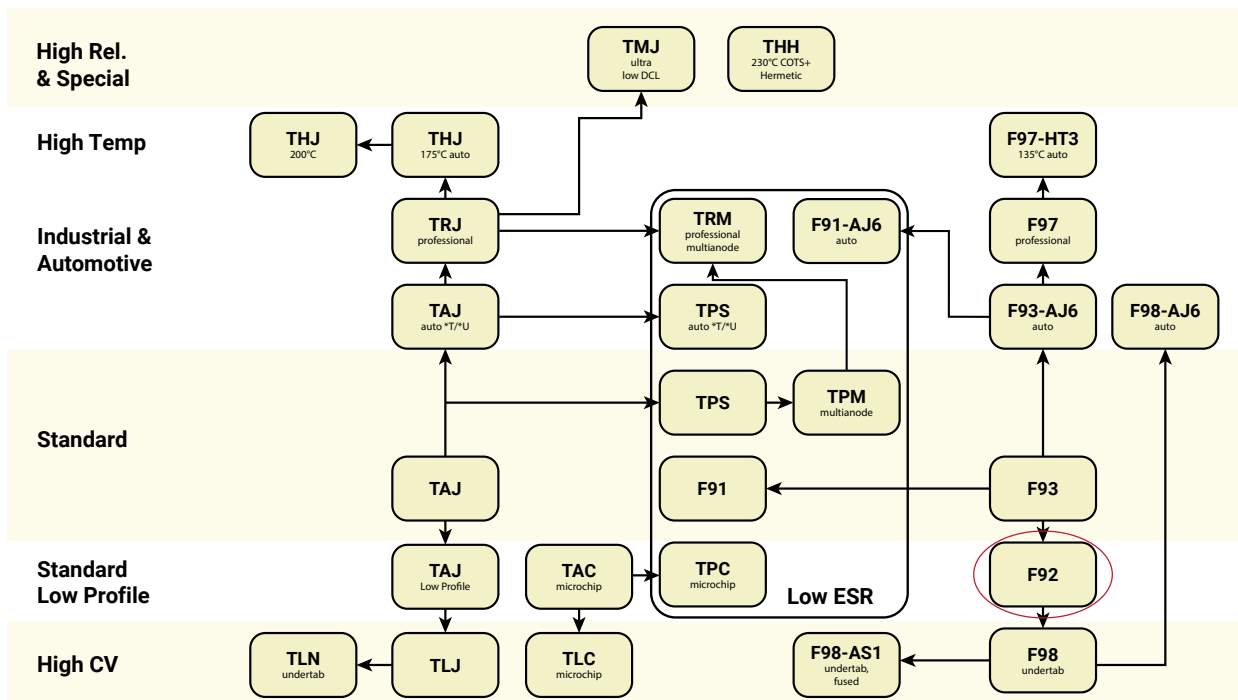 High Rel.
& Special
TMJ
ultra
low DCL
THH
230°C COTS+
Hermetic
High Temp
THJ
200°C
THJ
175°C auto
F97-HT3
135°C auto
Industrial &
Automotive
TRJ
professional
TRM
professional
multianode
F91-AJ6
auto
F97
professional
TAJ
auto *T/*U
TPS
auto *T/*U
F93-AJ6
auto
F98-AJ6
auto
Standard
TPS
TPM
multianode
TAJ
F91
F93
Standard
Low Profile
TAJ
Low Profile
TAC
microchip
TPC
microchip
Low ESR
F92
High CV
TLN
undertab
TLJ
TLC
microchip
F98-AS1
undertab,
fused
F98
undertab